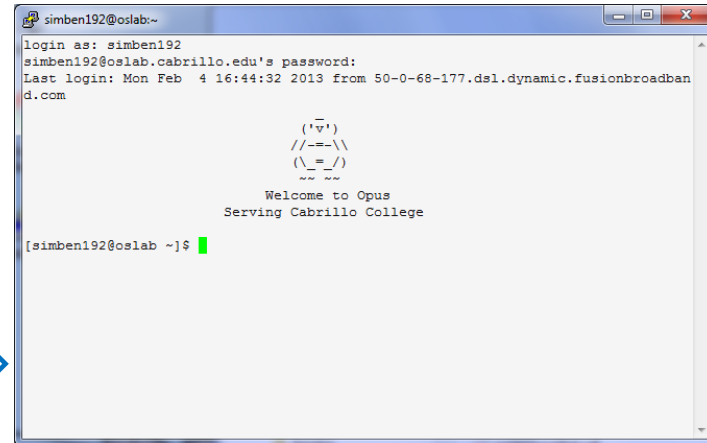 simben192@oslab:~
login as: simben192
simben192@oslab.cabrillo.edu's password:
Last login: Mon Feb  4 16:44:32 2013 from 50-0-68-177.dsl.dynamic.fusionbroadban
d.com
_
('v')
//-=-\\
(\_=_/)
~~ ~~
Welcome to Opus
Serving Cabrillo College
[simben192@oslab ~]$